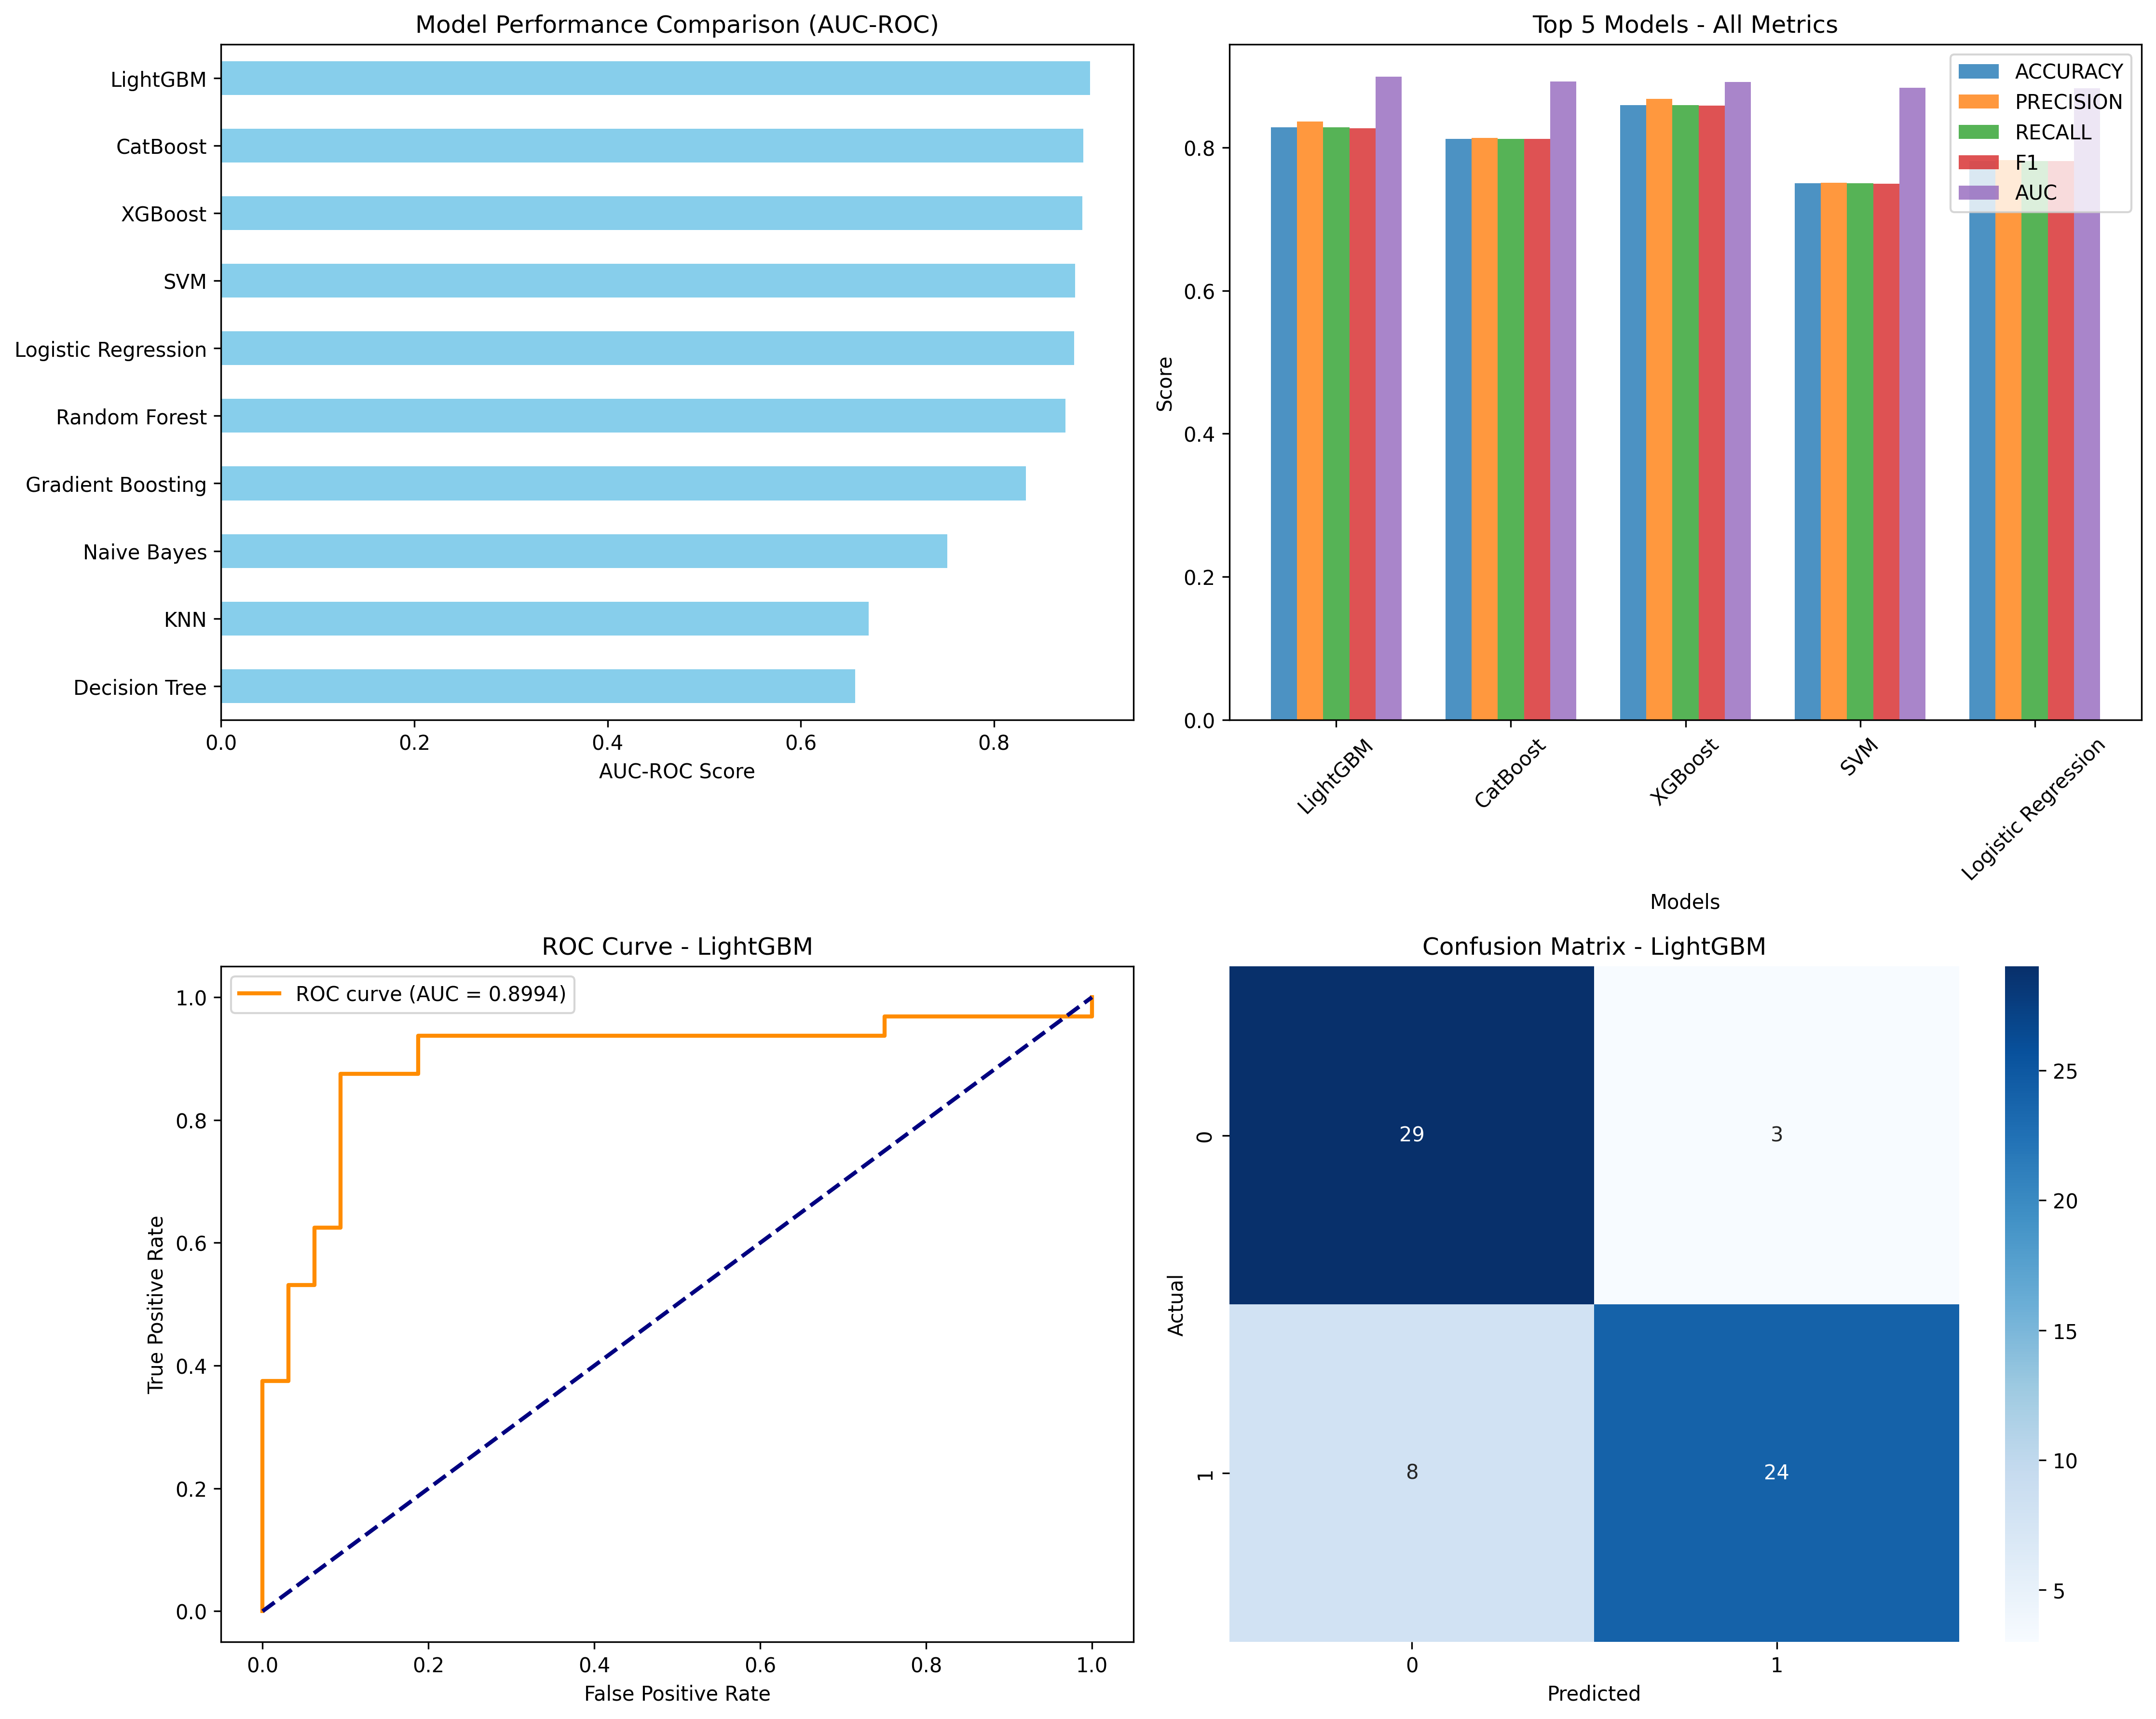 Model Performance Comparison (AUC-ROC)
LightGBM
CatBoost
XGBoost
SVM
Logistic Regression
Random Forest
Gradient Boosting
Naive Bayes
KNN
Decision Tree
0.0 0.2 0.4 0.6 0.8
AUC-ROC Score
Top 5 Models - All Metrics
ACCURACY
PRECISION
RECALL
F1
AUC
0.8
0.6
0.4
0.2
0.0
Score
LightGBM
CatBoost
XGBoost
SVM
Logistic Regression
Models
ROC Curve - LightGBM
ROC curve (AUC = 0.8994)
1.0
0.8
0.6
0.4
0.2
0.0
True Positive Rate
0.0 0.2 0.4 0.6 0.8 1.0
False Positive Rate
Confusion Matrix - LightGBM
0
1
Actual
29 3
8 24
0 1
Predicted
25
20
15
10
5